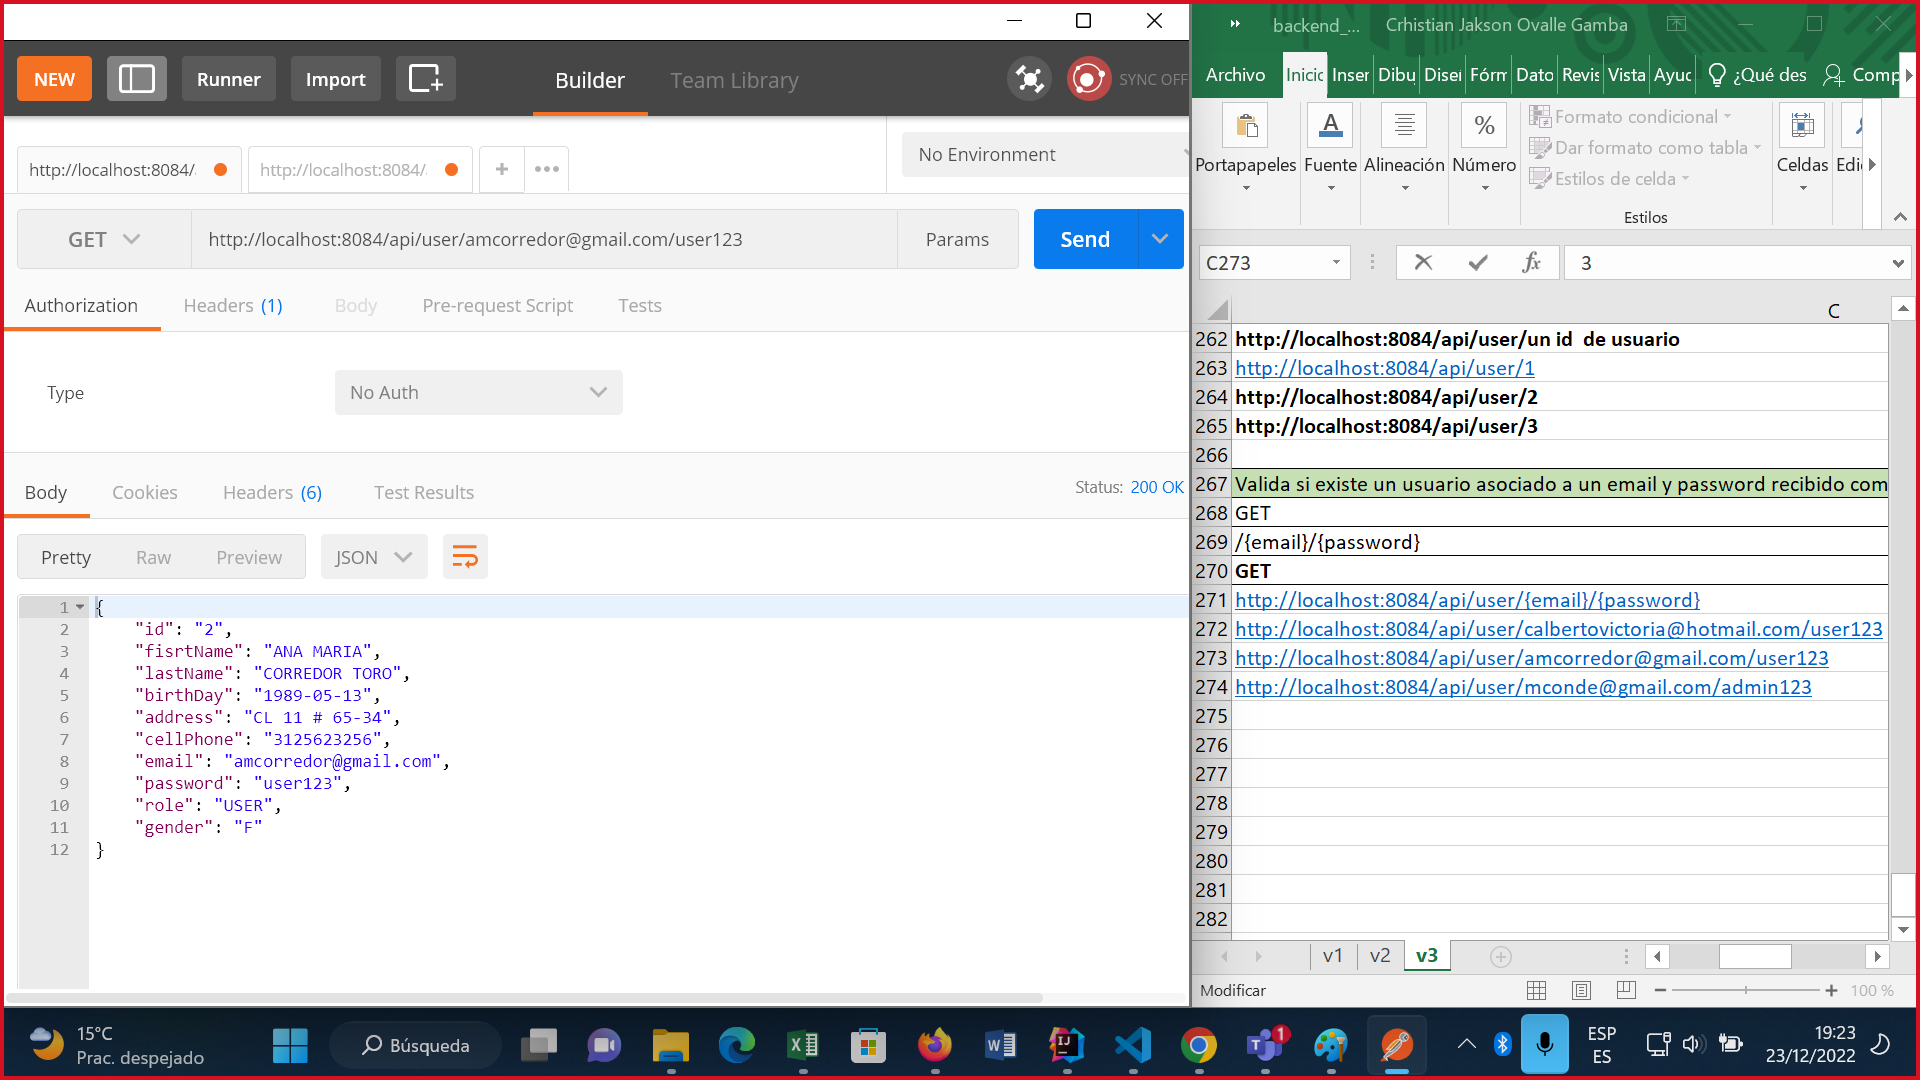 NEW
Runner
Import
Builder
Team Library
SYNC OFF
http://localhost:8084/
http://localhost:8084/
+
•••
No Environment
GET
http://localhost:8084/api/user/amcorredor@gmail.com/user123
Params
Send
Authorization
Headers (1)
Body
Pre-request Script
Tests
Type
No Auth
Body
Cookies
Headers (6)
Test Results
Status: 200 OK
Pretty
Raw
Preview
JSON
1 {
2 "id": "2",
3 "fisrtName": "ANA MARIA",
4 "lastName": "CORREDOR TORO",
5 "birthDay": "1989-05-13",
6 "address": "CL 11 # 65-34",
7 "cellPhone": "3125623256",
8 "email": "amcorredor@gmail.com",
9 "password": "user123",
10 "role": "USER",
11 "gender": "F"
12 }
backend_... Crhistian Jakson Ovalle Gamba
Archivo Inicio Inser Dibu Disei Fórm Dato Revis Vista Ayuc ¿Qué des Comp
Portapapeles
Fuente
Alineación
%
Número
Formato condicional
Dar formato como tabla
Estilos de celda
Estilos
Celdas
Edi
C273
fx
3
C
262 http://localhost:8084/api/user/un id  de usuario
263 http://localhost:8084/api/user/1
264 http://localhost:8084/api/user/2
265 http://localhost:8084/api/user/3
266
267 Valida si existe un usuario asociado a un email y password recibido com
268 GET
269 /{email}/{password}
270 GET
271 http://localhost:8084/api/user/{email}/{password}
272 http://localhost:8084/api/user/calbertovictoria@hotmail.com/user123
273 http://localhost:8084/api/user/amcorredor@gmail.com/user123
274 http://localhost:8084/api/user/mconde@gmail.com/admin123
275
276
277
278
279
280
281
282
v1
v2
v3
Modificar
100 %
15°C
Prac. despejado
Búsqueda
1
ESP
ES
19:23
23/12/2022